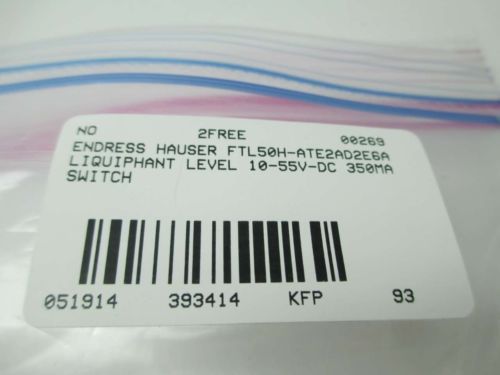 NO 2FREE 00269
ENDRESS HAUSER FTL50H-ATE2AD2E6A
LIQUIPHANT LEVEL 10-55V-DC 350MA
SWITCH
051914 393414 KFP 93